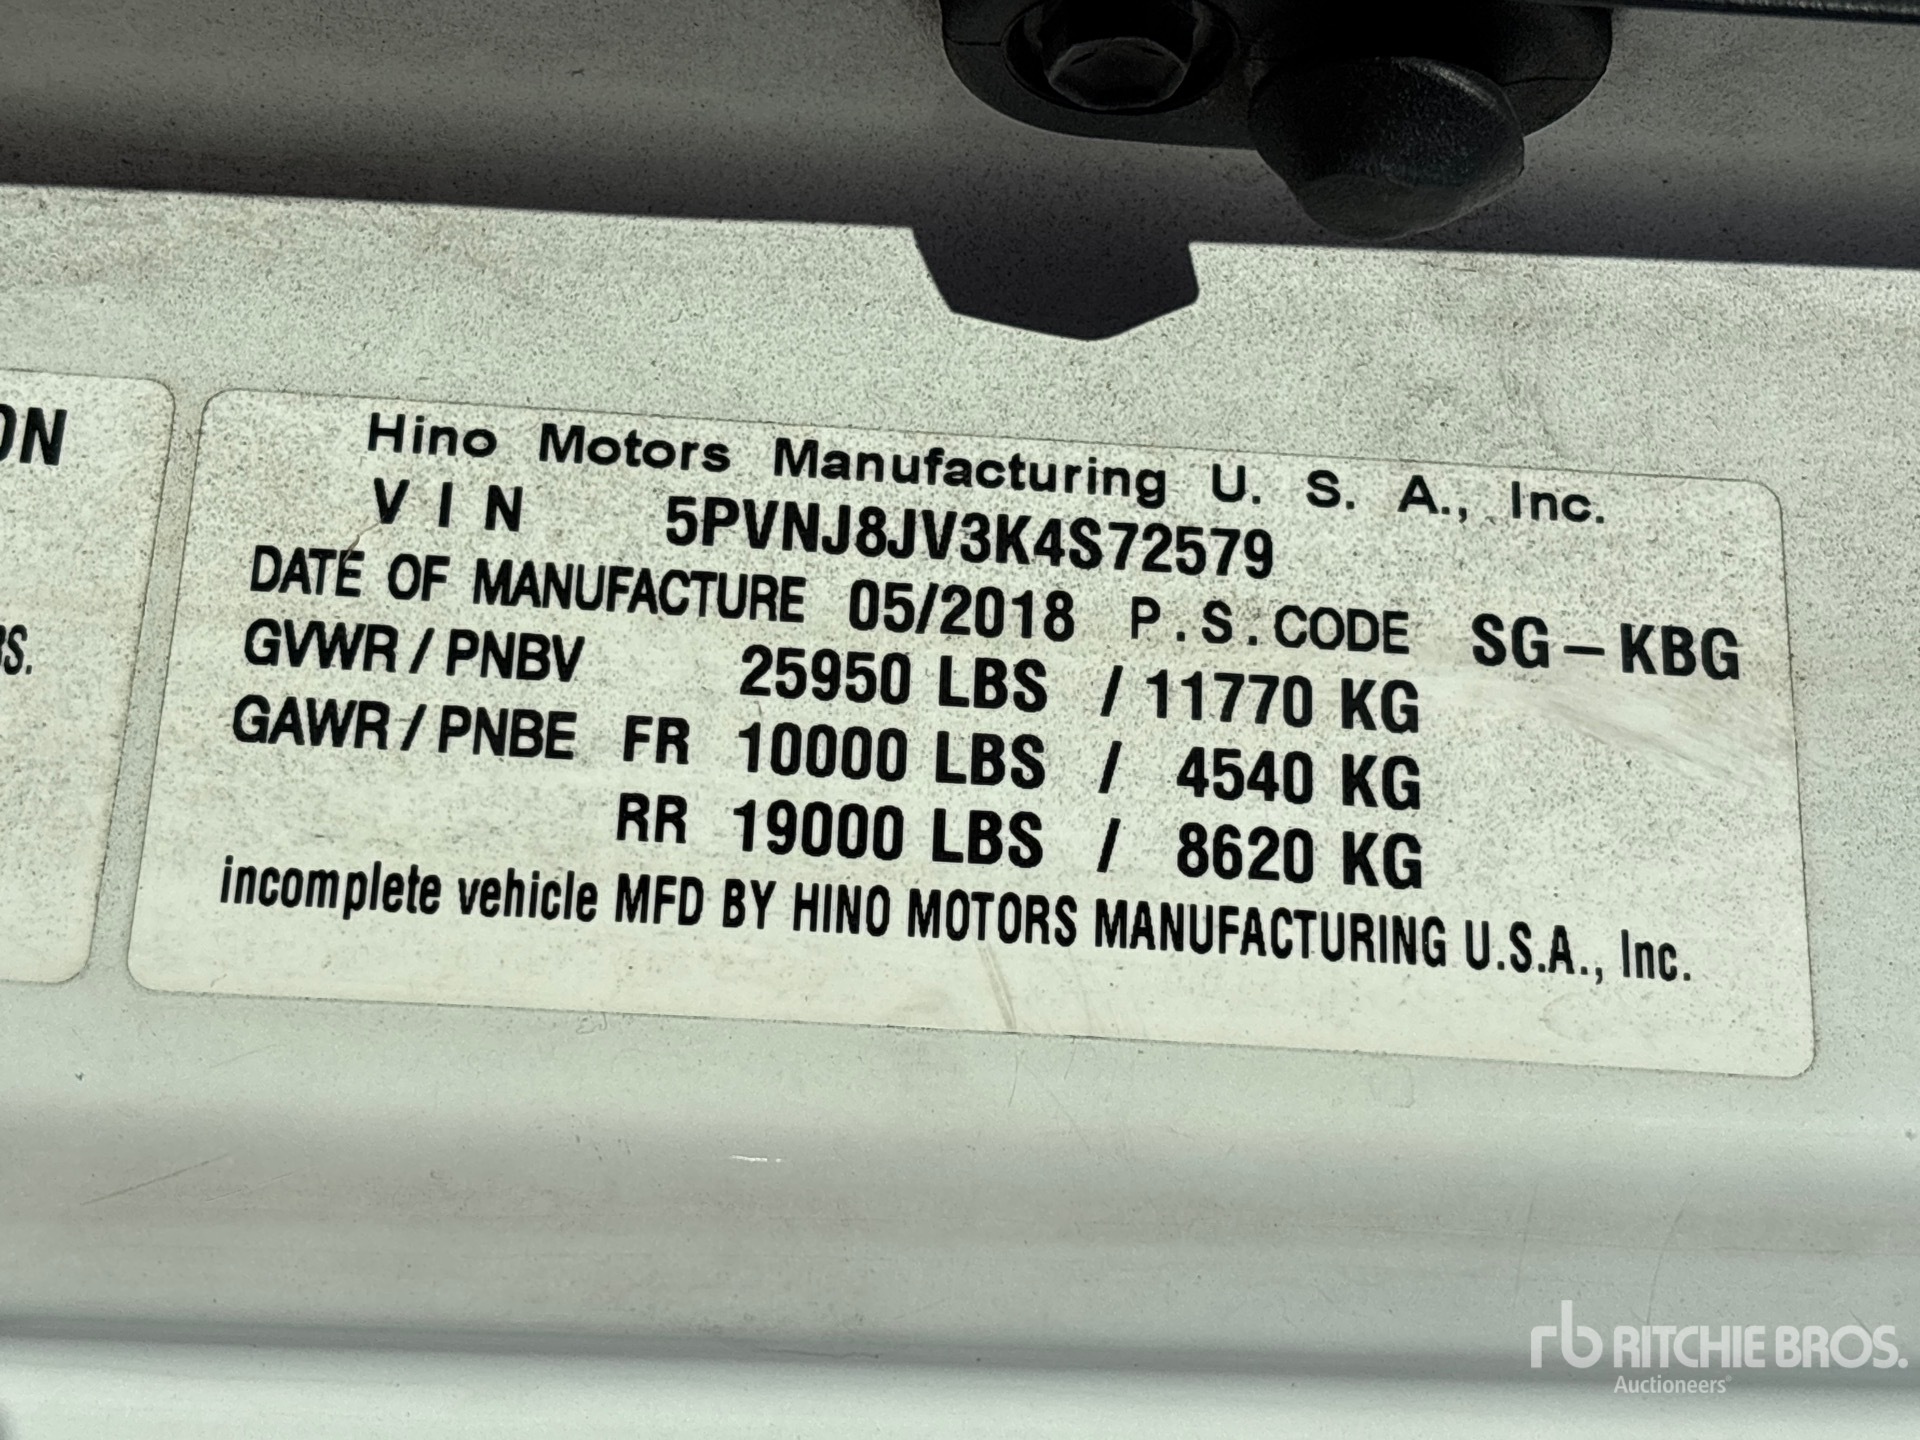 ON
S.
Hino Motors Manufacturing U. S. A., Inc.
V I N 5PVNJ8JV3K4S72579
DATE OF MANUFACTURE 05/2018 P.S.CODE SG-KBG
GVWR / PNBV 25950 LBS / 11770 KG
GAWR / PNBE FR 10000 LBS / 4540 KG
RR 19000 LBS / 8620 KG
incomplete vehicle MFD BY HINO MOTORS MANUFACTURING U.S.A., Inc.
rb RITCHIE BROS.
Auctioneers